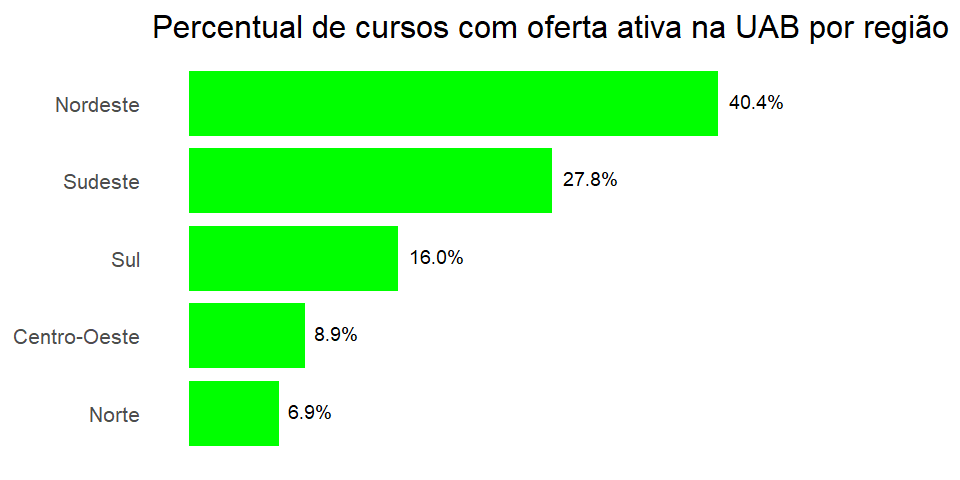 Percentual de cursos com oferta ativa na UAB por região
Nordeste
40.4%
Sudeste
27.8%
Sul
16.0%
Centro-Oeste
8.9%
Norte
6.9%